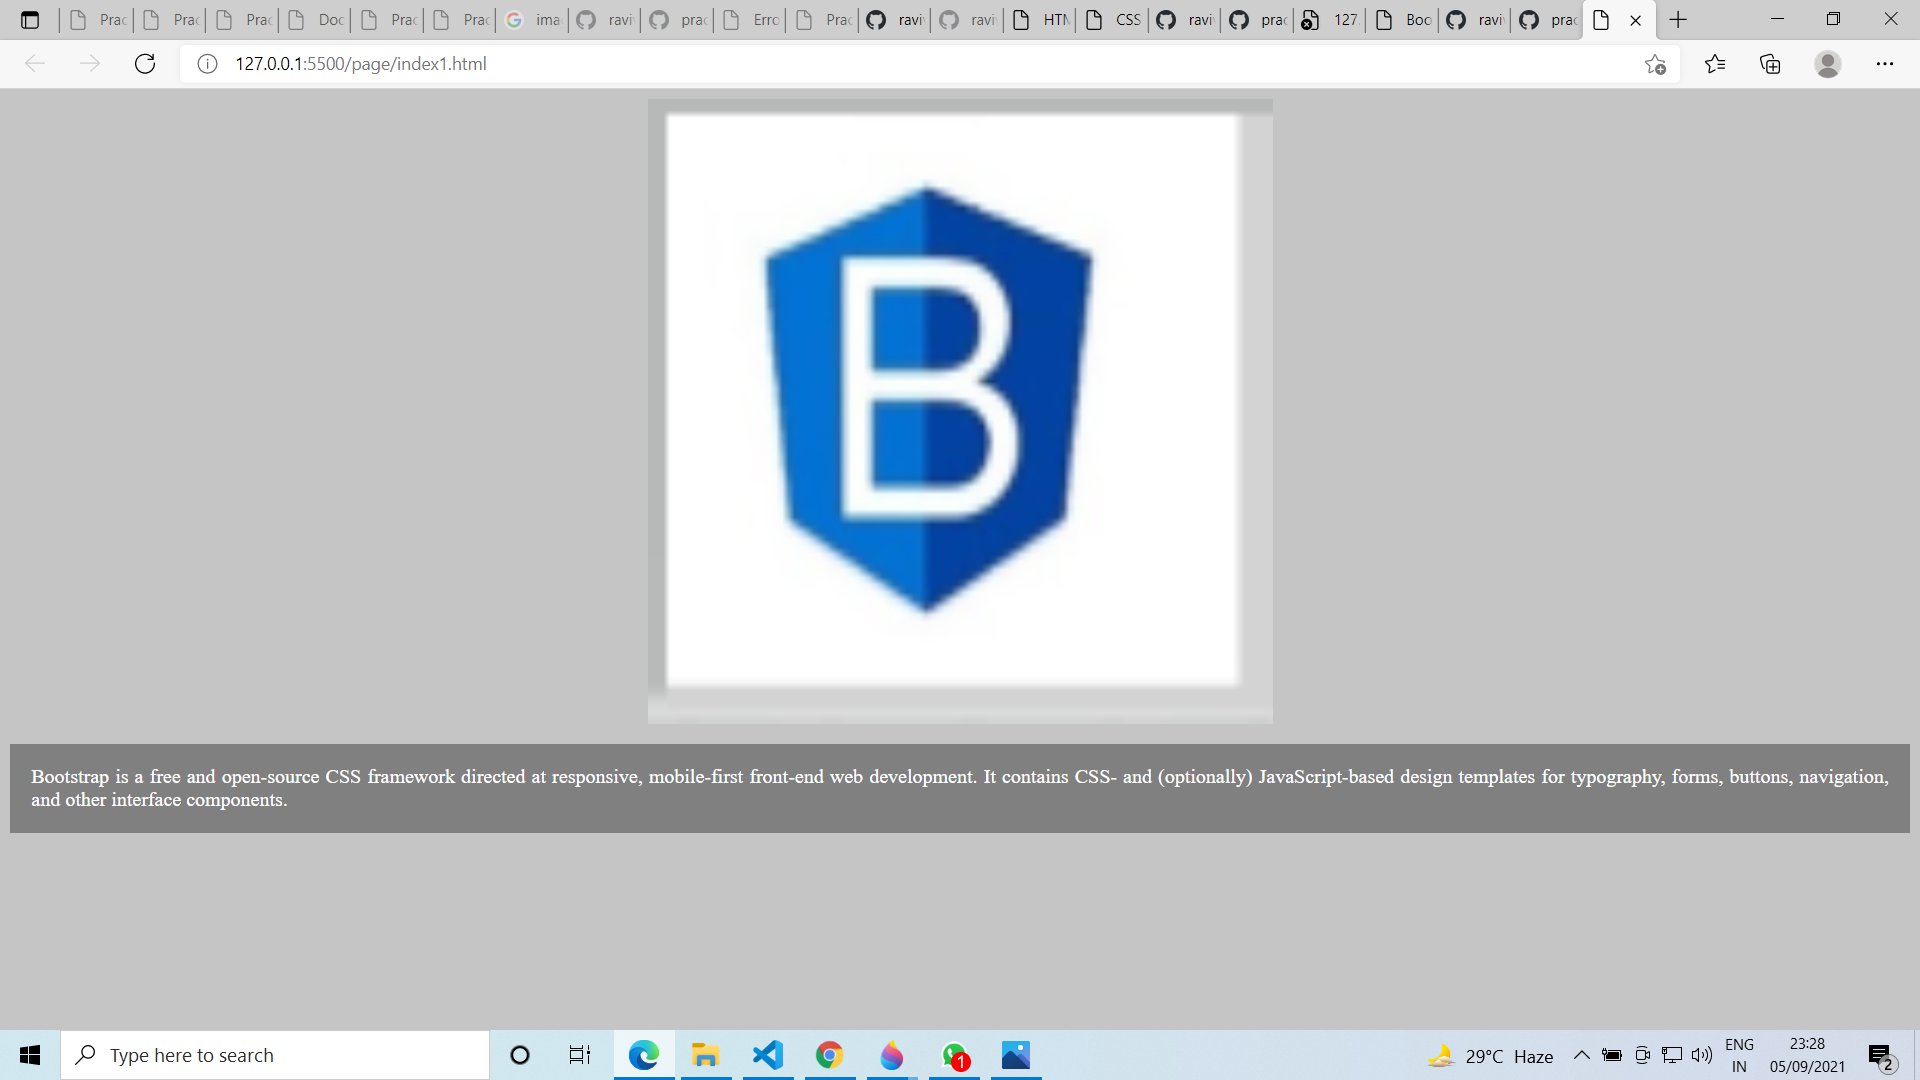 Prac
Prac
Prac
Doc
Prac
Prac
ima
ravi
prac
Erro
Prac
ravi
ravi
HTM
CSS
ravi
prac
127.
Boo
ravi
prac
127.0.0.1:5500/page/index1.html
B
Bootstrap is a free and open-source CSS framework directed at responsive, mobile-first front-end web development. It contains CSS- and (optionally) JavaScript-based design templates for typography, forms, buttons, navigation,
and other interface components.
Type here to search
1
29°C Haze
ENG
IN
23:28
05/09/2021
2